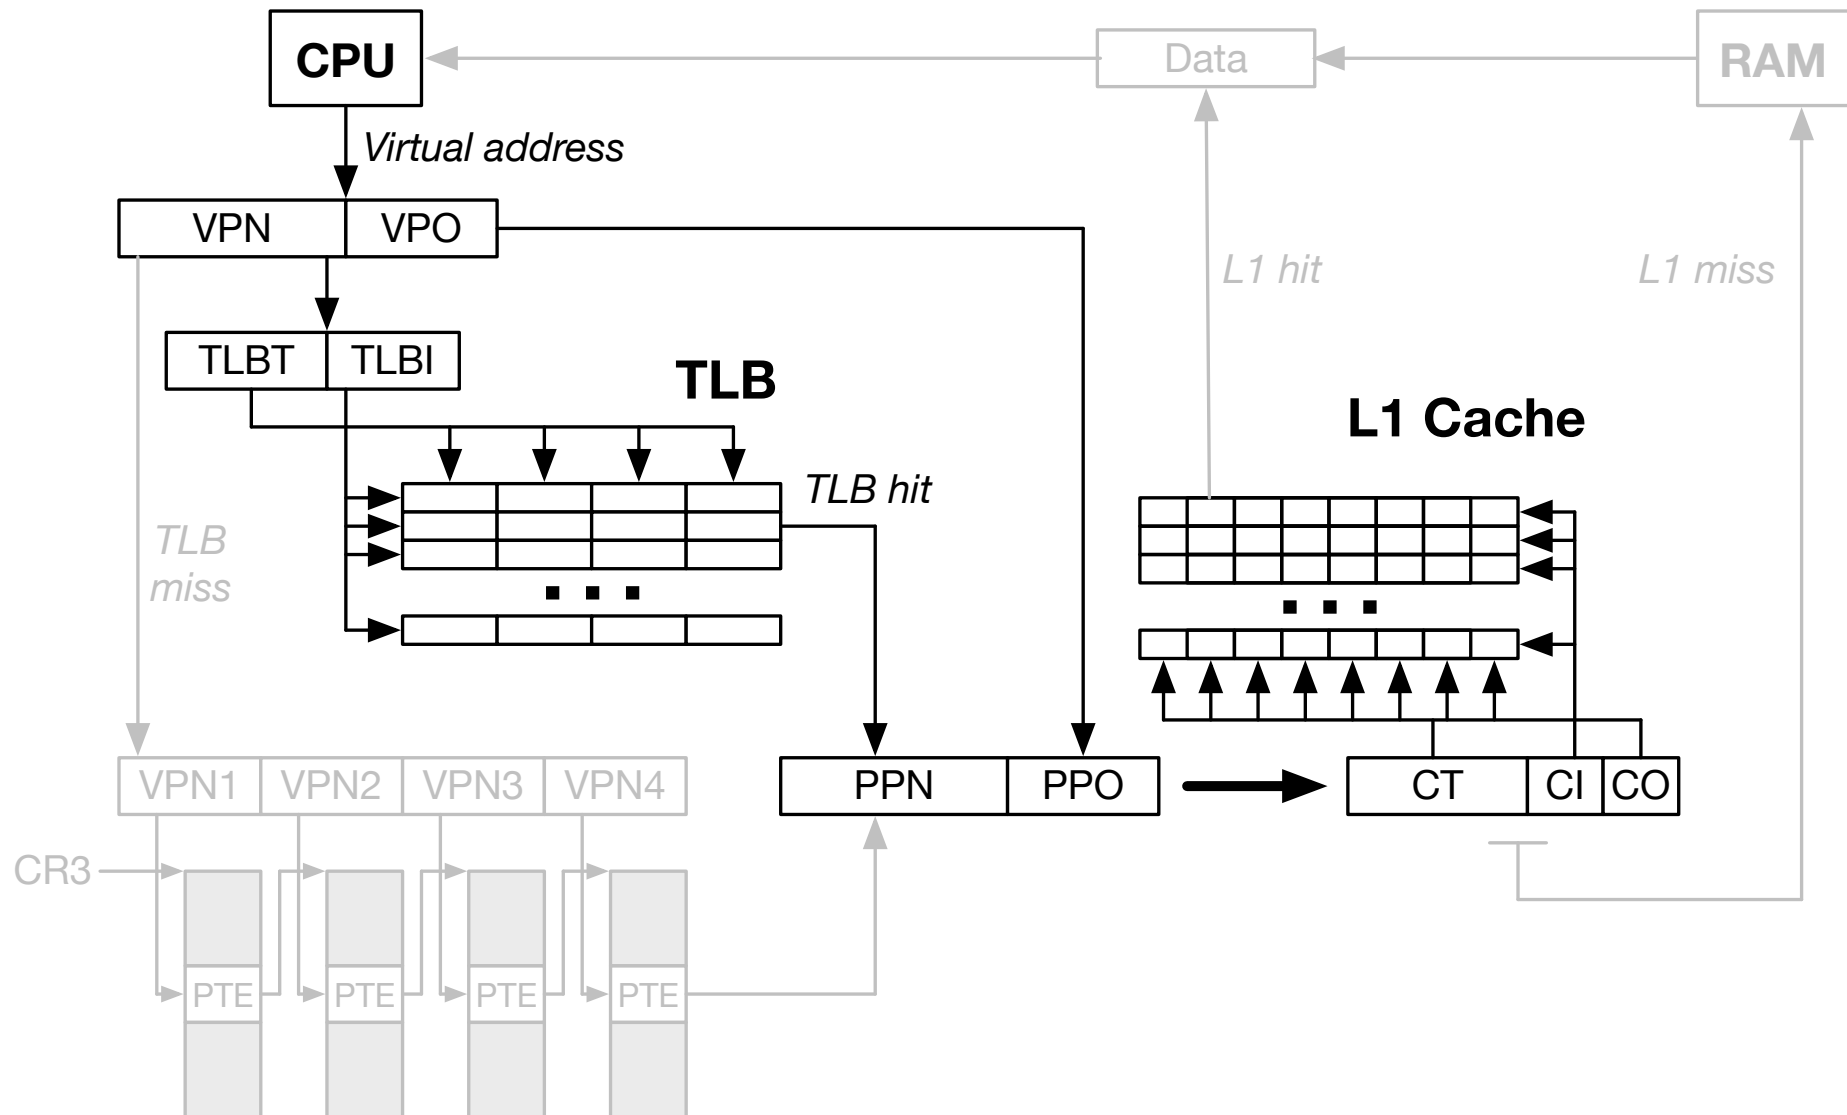 CPU
Data
RAM
Virtual address
VPN VPO
L1 hit
L1 miss
TLBT TLBI
TLB
L1 Cache
TLB hit
TLB
miss
VPN1 VPN2 VPN3 VPN4
PPN PPO
CT CI CO
CR3
PTE PTE PTE PTE